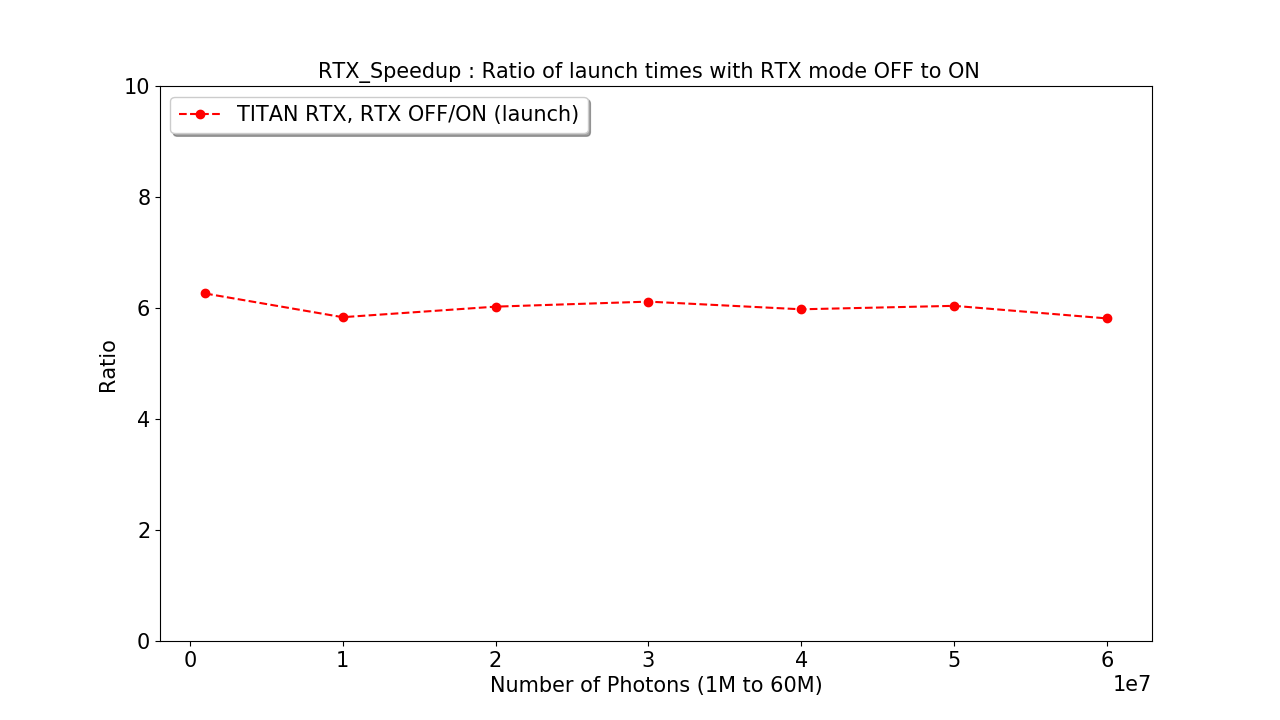 RTX_Speedup : Ratio of launch times with RTX mode OFF to ON
TITAN RTX, RTX OFF/ON (launch)
10
8
6
4
2
0
Ratio
0 1 2 3 4 5 6
1e7
Number of Photons (1M to 60M)